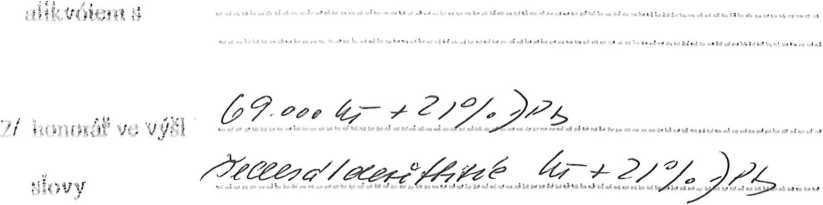 alikvótem s
2/ honorář ve výši 69.000 Kč + 21% DPh
slovy Šedesátdevěttisíc Kč + 21% DPh